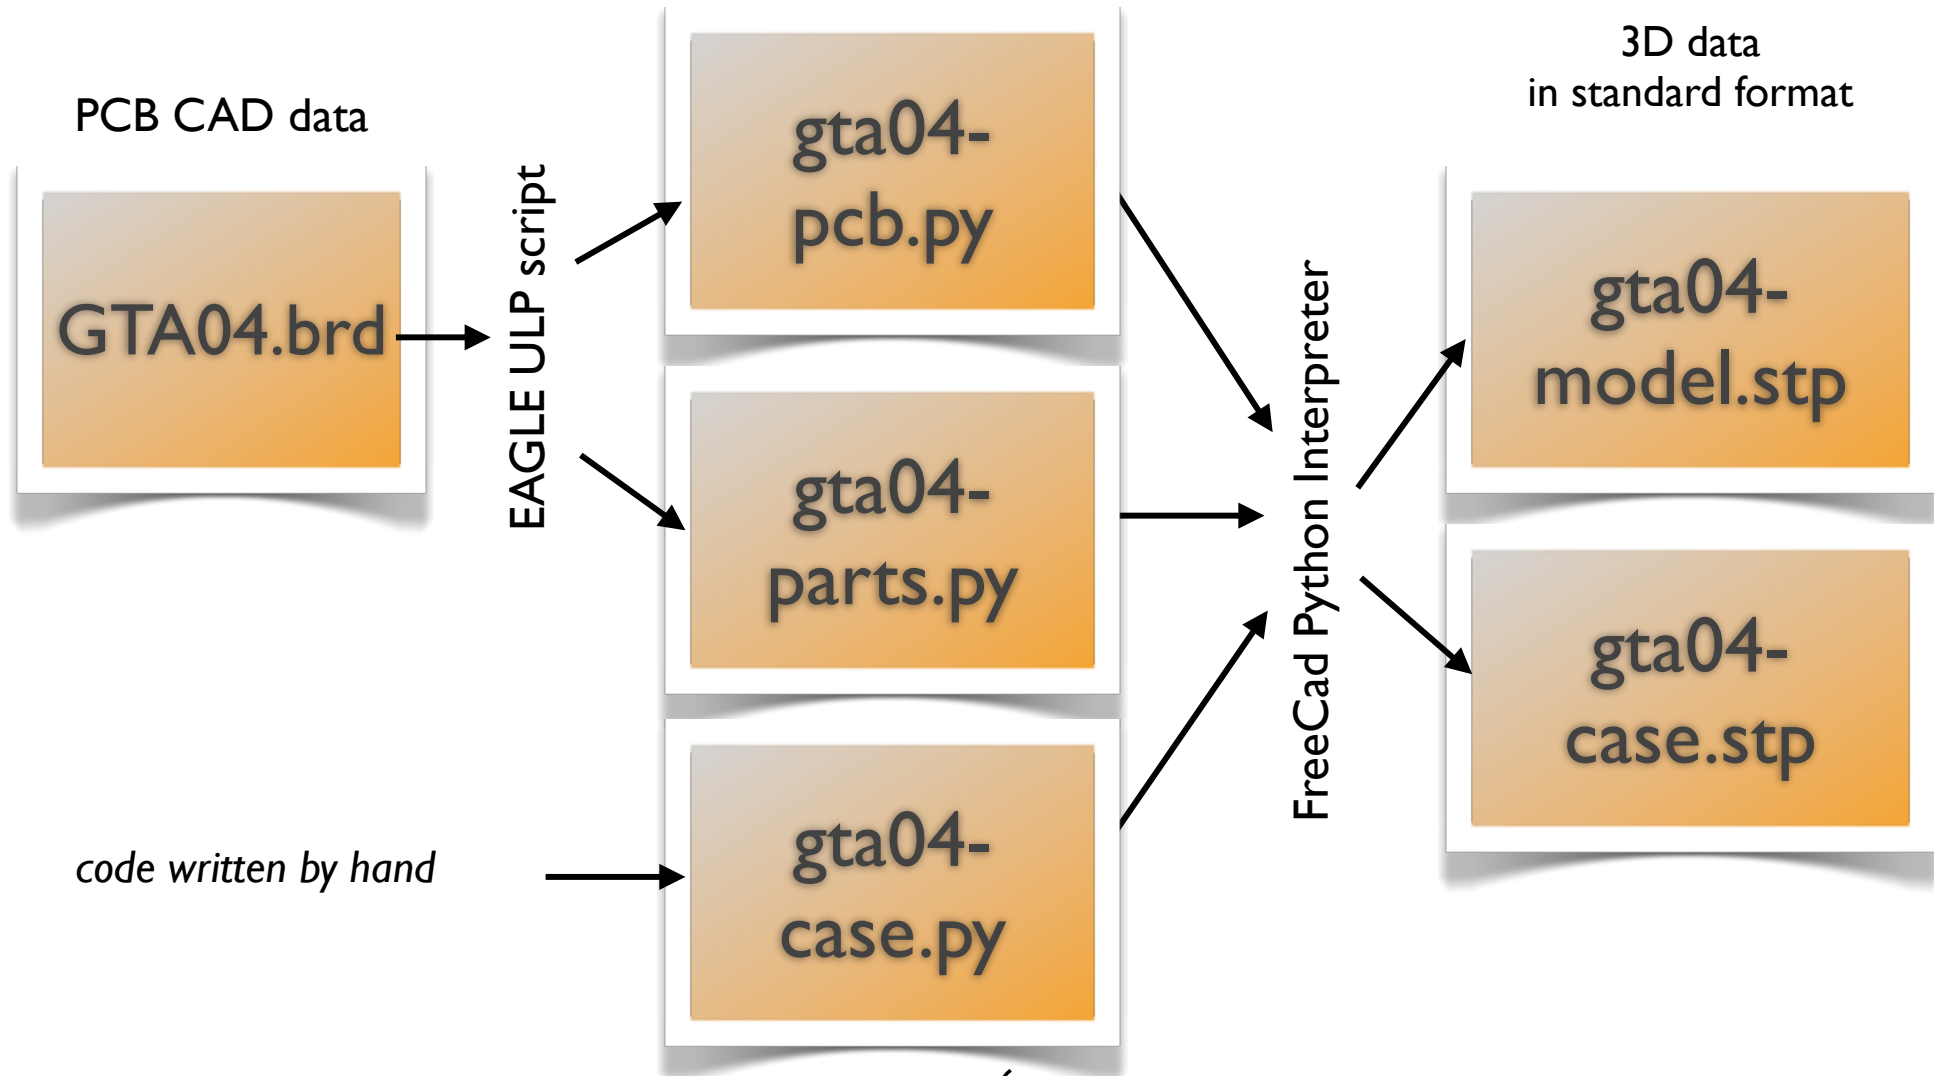 PCB CAD data
GTA04.brd
EAGLE ULP script
gta04-
pcb.py
gta04-
parts.py
code written by hand
gta04-
case.py
FreeCad Python Interpreter
3D data
in standard format
gta04-
model.stp
gta04-
case.stp